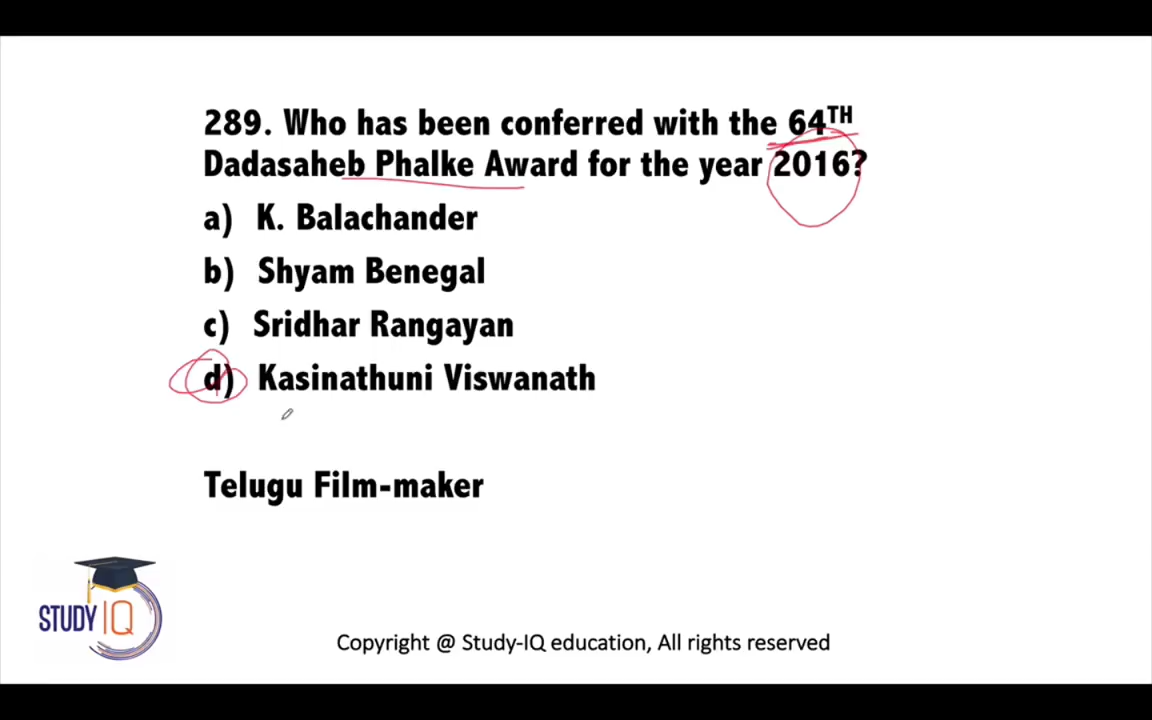 289. Who has been conferred with the 64TH
Dadasaheb Phalke Award for the year 2016?
a) K. Balachander
b) Shyam Benegal
c) Sridhar Rangayan
d) Kasinathuni Viswanath
Telugu Film-maker
STUDY IQ
Copyright @ Study-IQ education, All rights reserved